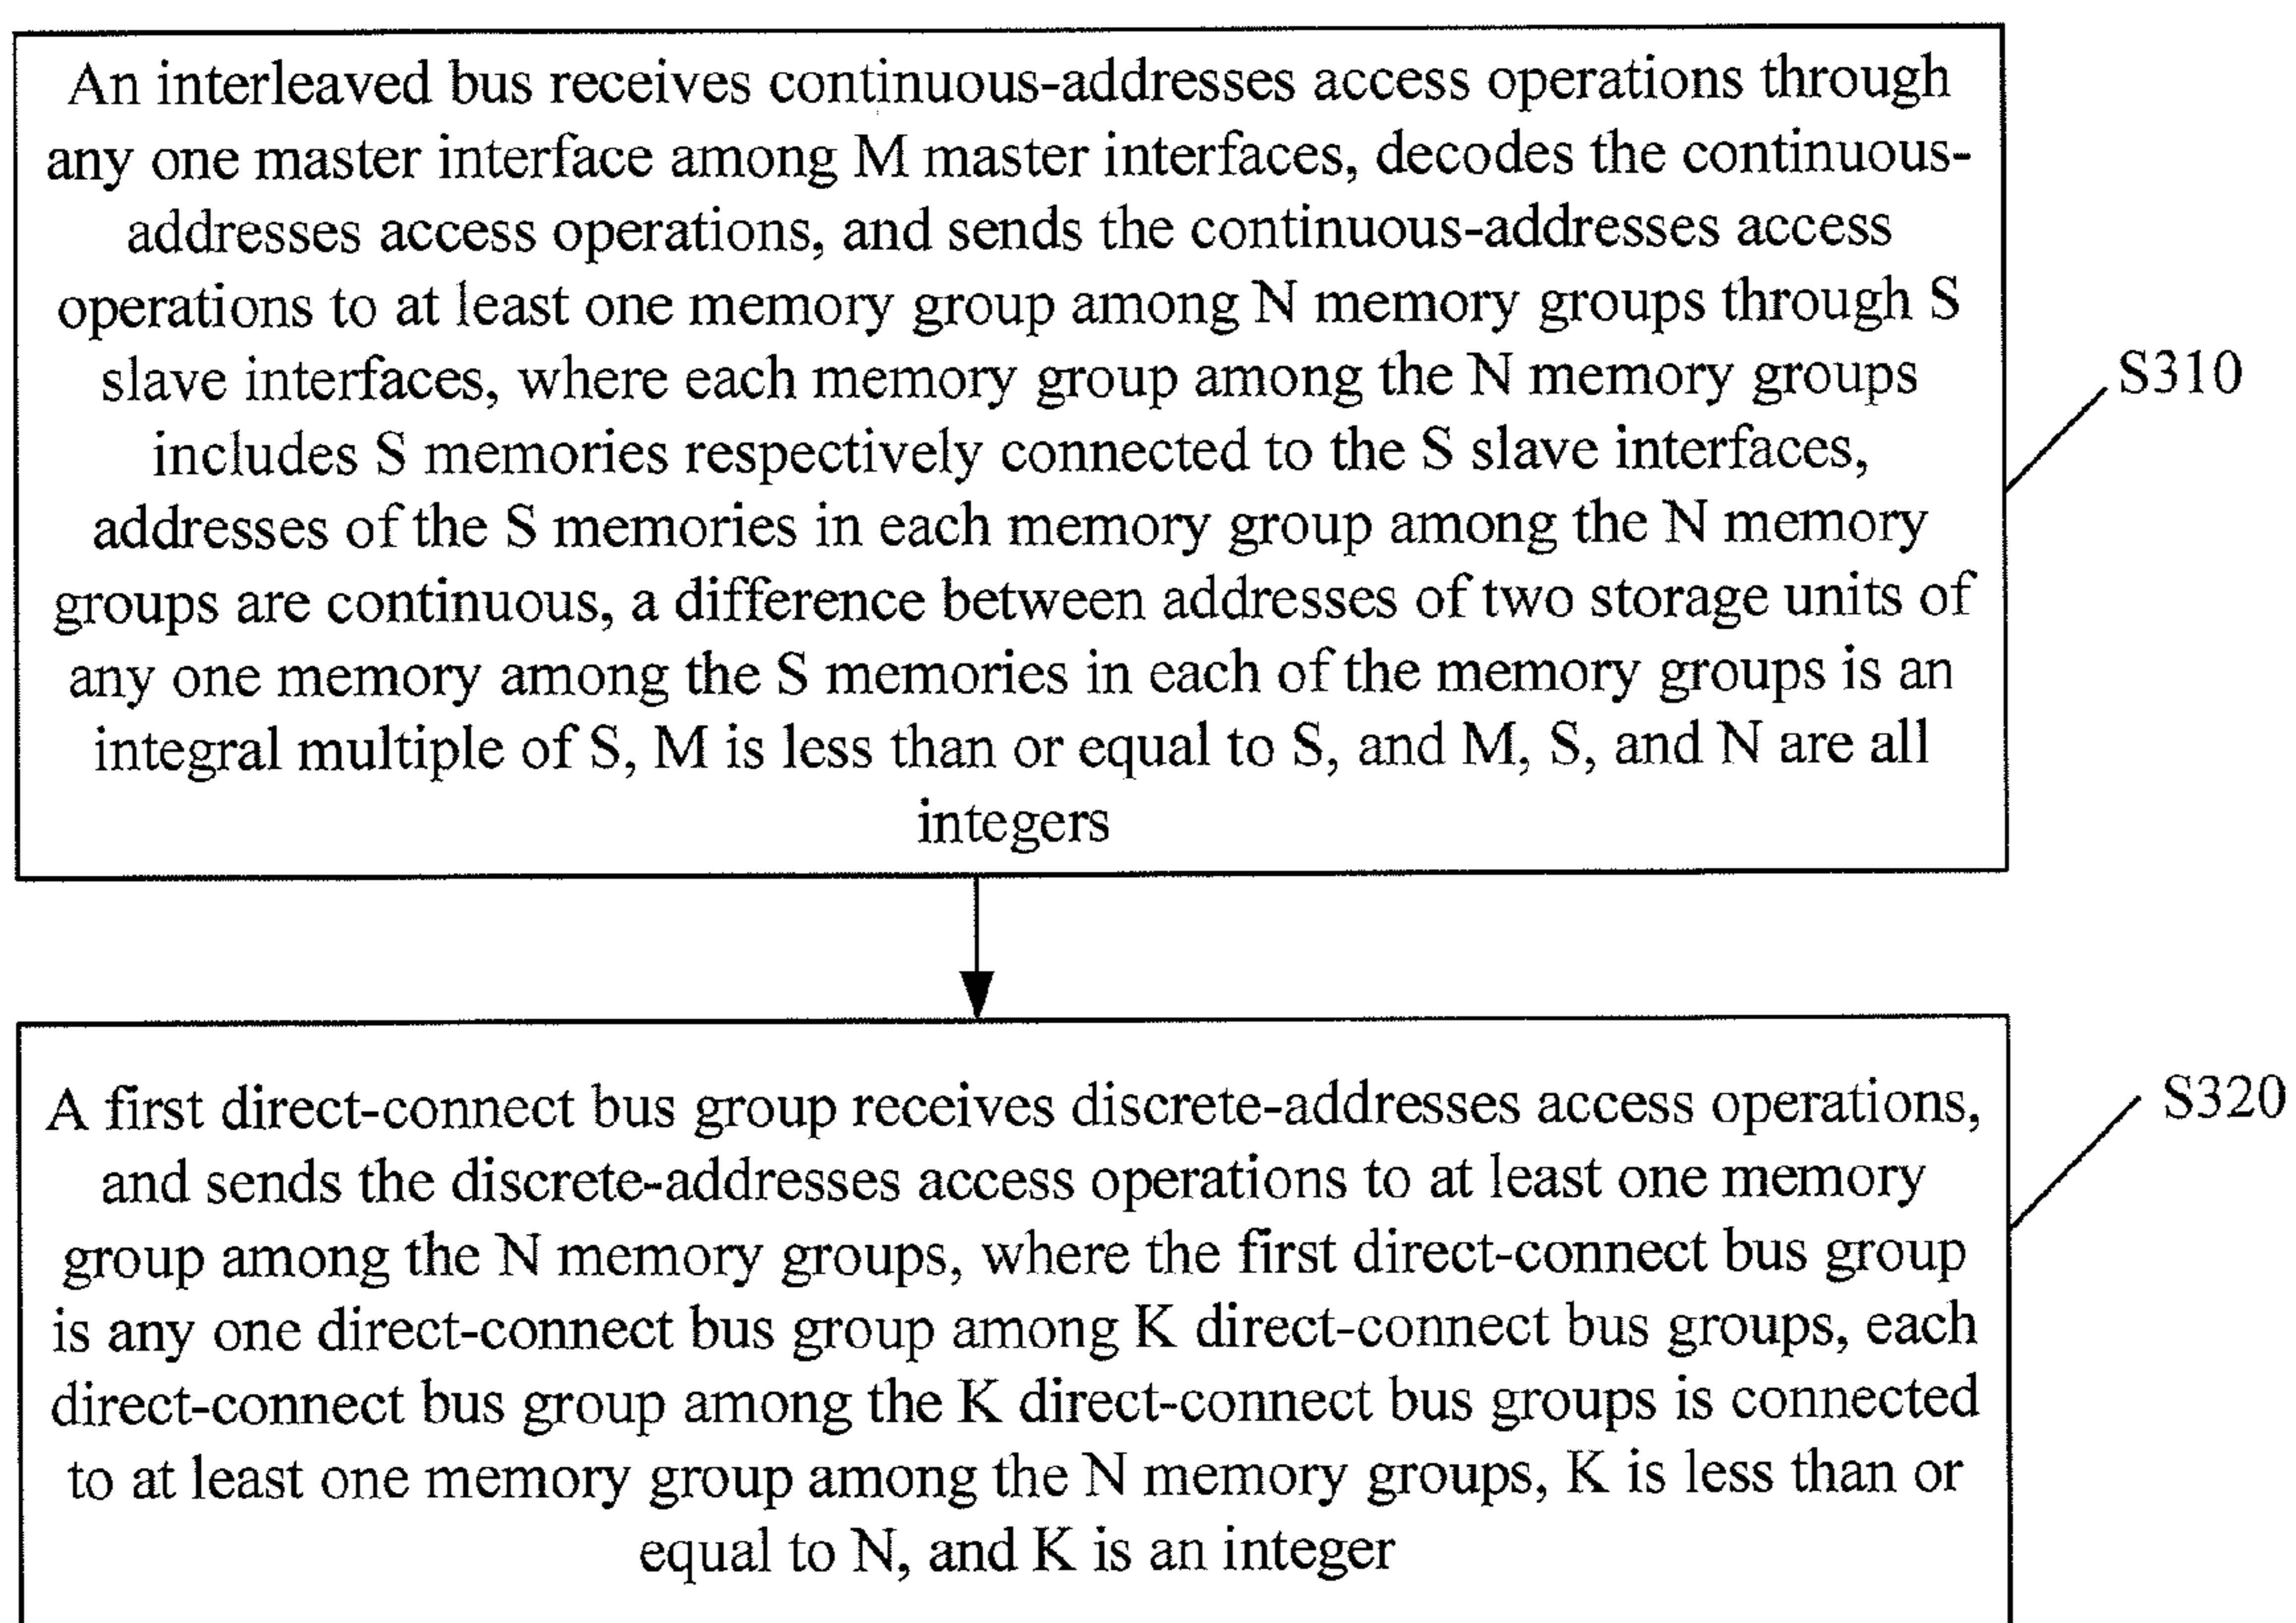 An interleaved bus receives continuous-addresses access operations through
any one master interface among M master interfaces, decodes the continuous-
addresses access operations, and sends the continuous-addresses access
operations to at least one memory group among N memory groups through S
slave interfaces, where each memory group among the N memory groups
includes S memories respectively connected to the S slave interfaces,
addresses of the S memories in each memory group among the N memory
groups are continuous, a difference between addresses of two storage units of
any one memory among the S memories in each of the memory groups is an
integral multiple of S, M is less than or equal to S, and M, S, and N are all
integers
S310
A first direct-connect bus group receives discrete-addresses access operations,
and sends the discrete-addresses access operations to at least one memory
group among the N memory groups, where the first direct-connect bus group
is any one direct-connect bus group among K direct-connect bus groups, each
direct-connect bus group among the K direct-connect bus groups is connected
to at least one memory group among the N memory groups, K is less than or
equal to N, and K is an integer
S320